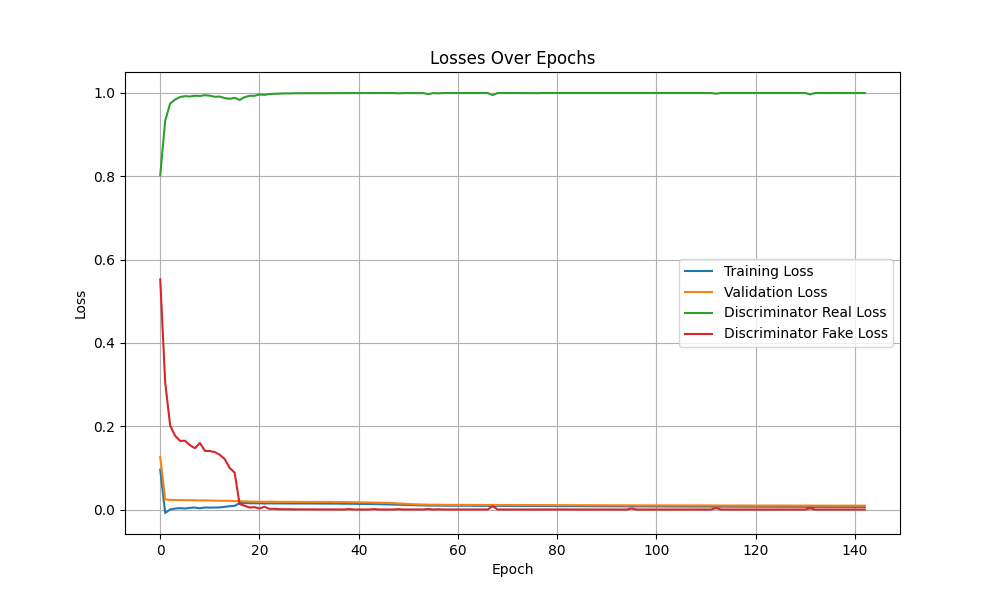 Losses Over Epochs
Loss
1.0
0.8
0.6
0.4
0.2
0.0
Training Loss
Validation Loss
Discriminator Real Loss
Discriminator Fake Loss
0 20 40 60 80 100 120 140
Epoch